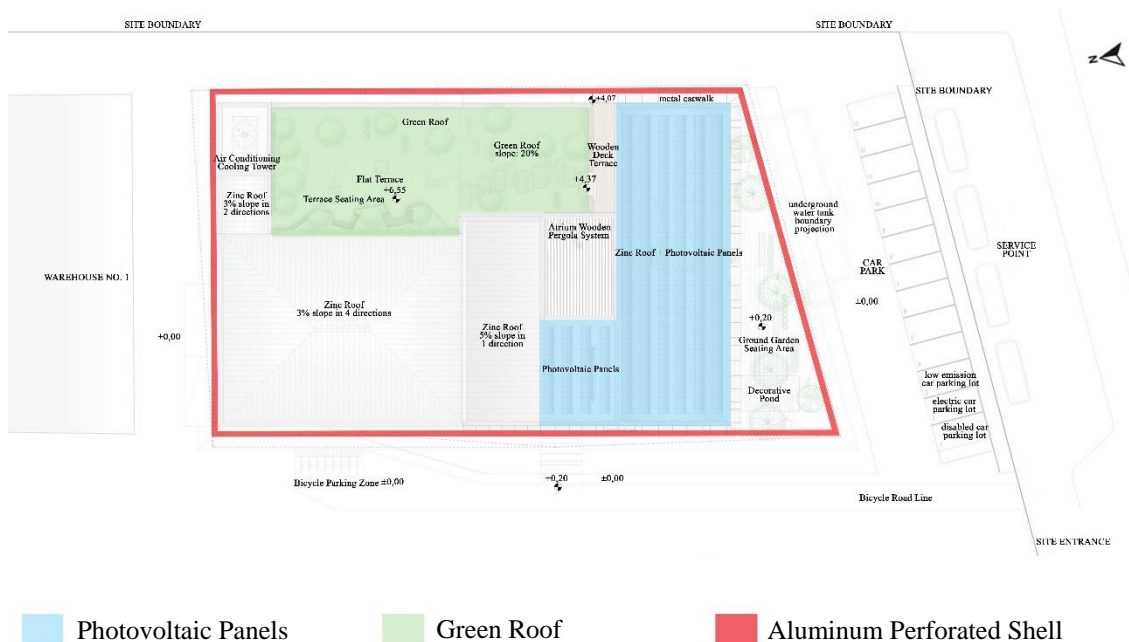 SITE BOUNDARY
SITE BOUNDARY
N
SITE BOUNDARY
+4,07
metal catwalk
Green Roof
Green Roof
slope: 20%
Wooden
Deck
Terrace
Air Conditioning
Cooling Tower
Flat Terrace
+6,55
Terrace Seating Area
+4,37
Zinc Roof
3% slope in
2 directions
underground
water tank
boundary
projection
Atrium Wooden
Pergola System
SERVICE
POINT
Zinc Roof
Photovoltaic Panels
CAR
PARK
WAREHOUSE NO. 1
±0,00
Zinc Roof
3% slope in 4 directions
+0,20
Zinc Roof
5% slope in
1 direction
+0,00
Ground Garden
Seating Area
Photovoltaic Panels
low emission
car parking lot
Decorative
Pond
electric car
parking lot
disabled car
parking lot
Bicycle Parking Zone ±0,00
+0,20
±0,00
Bicycle Road Line
SITE ENTRANCE
Photovoltaic Panels
Green Roof
Aluminum Perforated Shell